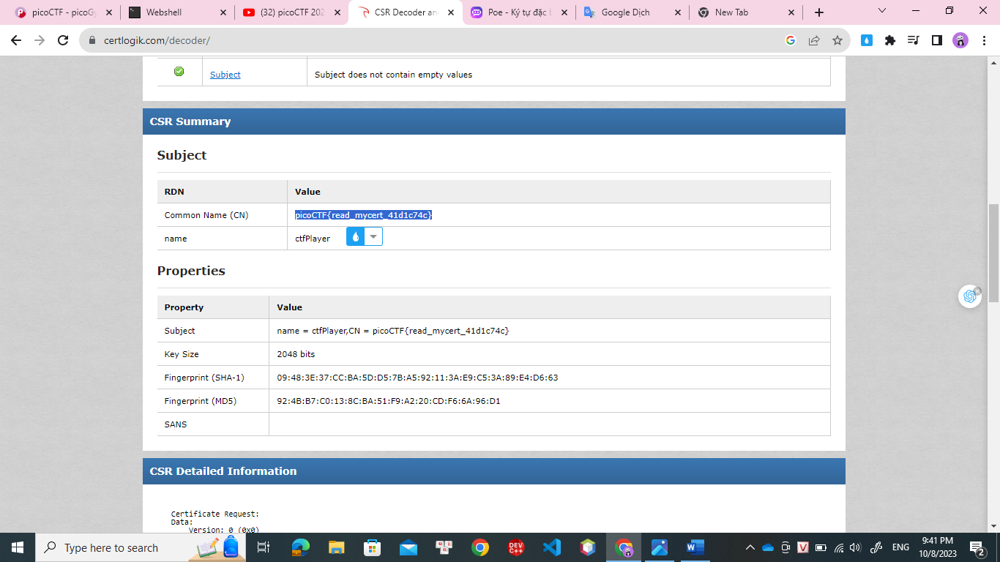 picoCTF - picoGy
Webshell
(32) picoCTF 202
CSR Decoder and
Poe - Ký tự đặc b
Google Dịch
New Tab
certlogik.com/decoder/
Subject Subject does not contain empty values
CSR Summary
Subject
RDN Value
Common Name (CN) picoCTF{read_mycert_41d1c74c}
name ctfPlayer
Properties
Property Value
Subject name = ctfPlayer,CN = picoCTF{read_mycert_41d1c74c}
Key Size 2048 bits
Fingerprint (SHA-1) 09:48:3E:37:CC:BA:5D:D5:7B:A5:92:11:3A:E9:C5:3A:89:E4:D6:63
Fingerprint (MD5) 92:4B:B7:C0:13:8C:BA:51:F9:A2:20:CD:F6:6A:96:D1
SANS
CSR Detailed Information
Certificate Request:
Data:
Version: 0 (0x0)
Type here to search
DEV C++
V
W
ENG
9:41 PM
10/8/2023
2